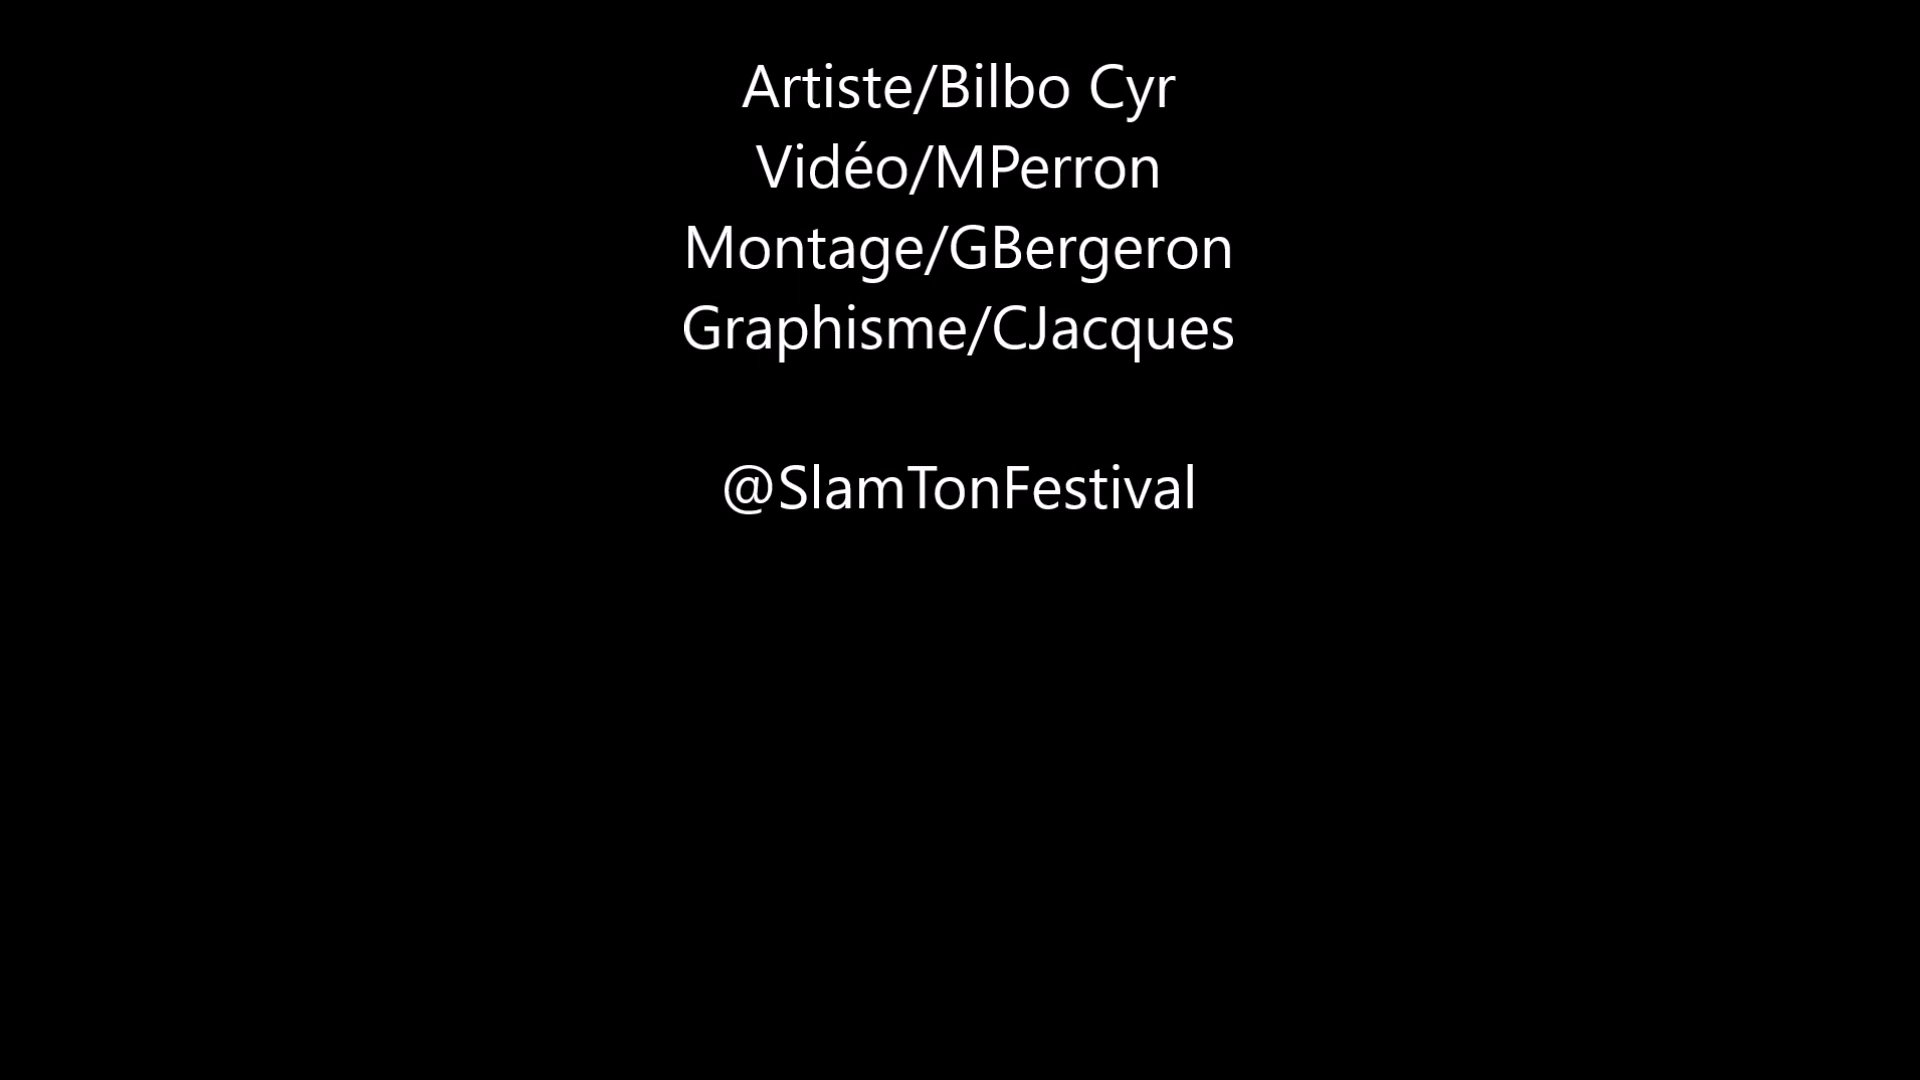 Artiste/Bilbo Cyr
Vidéo/MPerron
Montage/GBergeron
Graphisme/CJacques
@SlamTonFestival